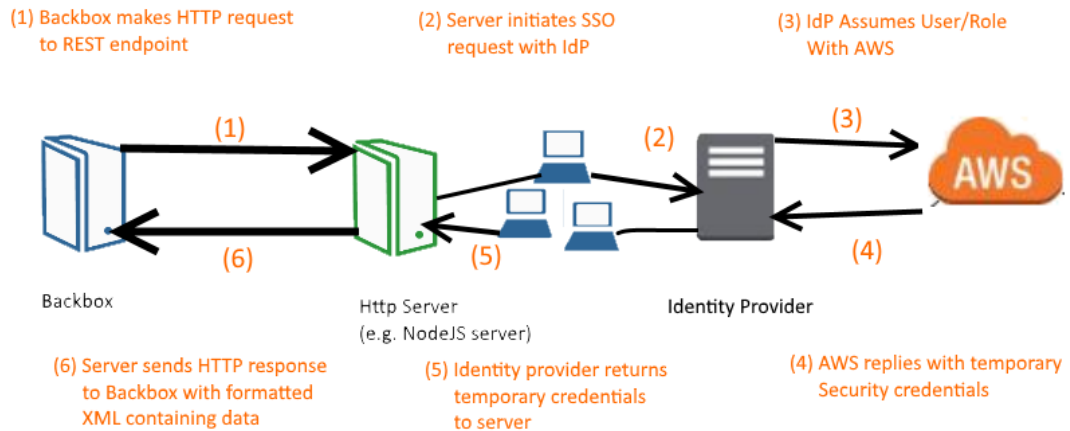 (1) Backbox makes HTTP request
to REST endpoint
(2) Server initiates SSO
request with IdP
(3) IdP Assumes User/Role
With AWS
(1)
(2)
(3)
AWS
(6)
(5)
(4)
Backbox
Http Server
(e.g. NodeJS server)
Identity Provider
(6) Server sends HTTP response
to Backbox with formatted
XML containing data
(5) Identity provider returns
temporary credentials
to server
(4) AWS replies with temporary
Security credentials